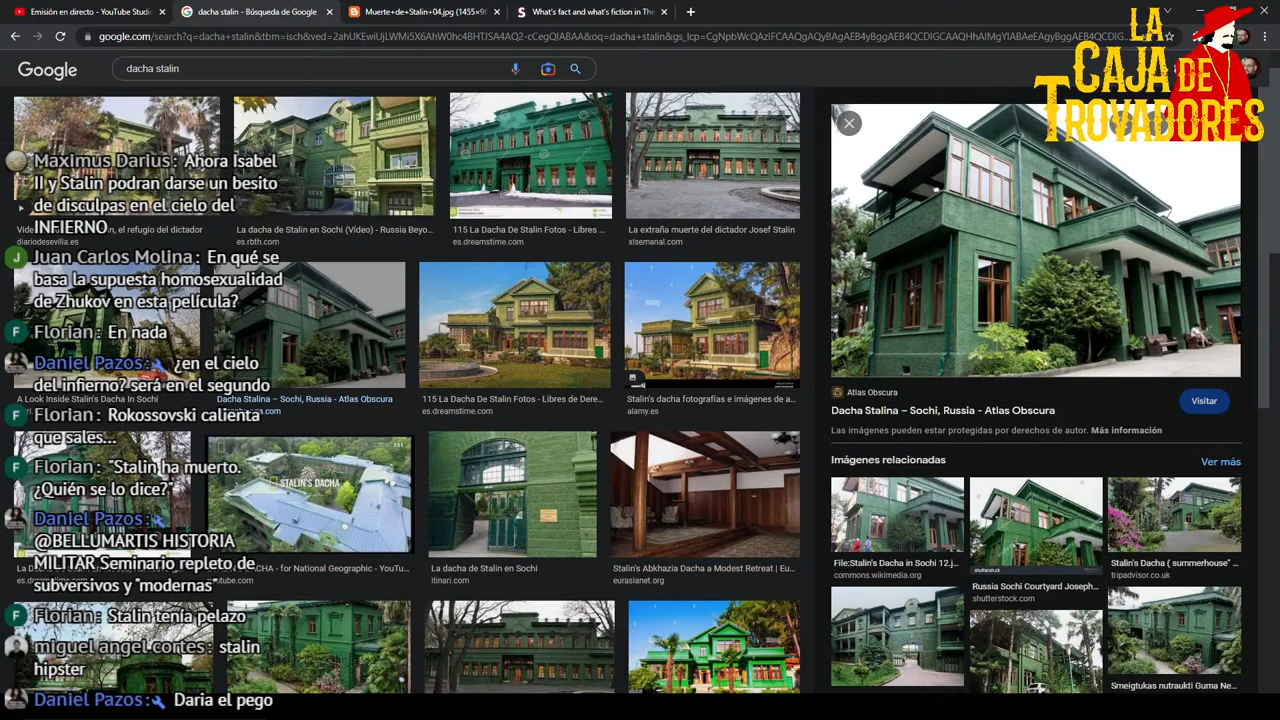 Emisión en directo - YouTube Studio
dacha stalin - Búsqueda de Google
Muerte+de+Stalin+04.jpg (1455×98
What's fact and what's fiction in The
LA
CAJA DE
TROVADORES
Google
dacha stalin
Maximus Darius: Ahora Isabel
II y Stalin podran darse un besito
de disculpas en el cielo del
INFIERNO
Juan Carlos Molina: En qué se
basa la supuesta homosexualidad
de Zhukov en esta película?
Florian: En nada
Daniel Pazos: ¿en el cielo
del infierno? será en el segundo
Florian: Rokossovski calienta
que sales...
Florian: "Stalin ha muerto.
¿Quién se lo dice?"
Daniel Pazos:
@BELLUMARTIS HISTORIA
MILITAR Seminario repleto de
subversivos y "modernas"
Florian: Stalin tenía pelazo
miguel angel cortes: stalin
hipster
Daniel Pazos: Daria el pego
el refugio del dictador
diariodesevilla.es
La dacha de Stalin en Sochi (Vídeo) - Russia Beyo...
es.rbth.com
115 La Dacha De Stalin Fotos - Libres ...
es.dreamstime.com
La extraña muerte del dictador Josef Stalin
xlsemanal.com
A Look Inside Stalin's Dacha In Sochi
Dacha Stalina – Sochi, Russia - Atlas Obscura
115 La Dacha De Stalin Fotos - Libres de Dere...
es.dreamstime.com
Stalin's dacha fotografías e imágenes de a...
alamy.es
STALIN'S DACHA
for National Geographic - YouTu...
youtube.com
La dacha de Stalin en Sochi
itinari.com
Stalin's Abkhazia Dacha a Modest Retreat | Eu...
eurasianet.org
Atlas Obscura
Dacha Stalina – Sochi, Russia - Atlas Obscura
Visitar
Las imágenes pueden estar protegidas por derechos de autor. Más información
Imágenes relacionadas
Ver más
File:Stalin's Dacha in Sochi 12.j...
commons.wikimedia.org
Russia Sochi Courtyard Joseph...
shutterstock.com
Stalin's Dacha ( summerhouse" ...
tripadvisor.co.uk
Smeigtukas nutraukti Guma Ne...